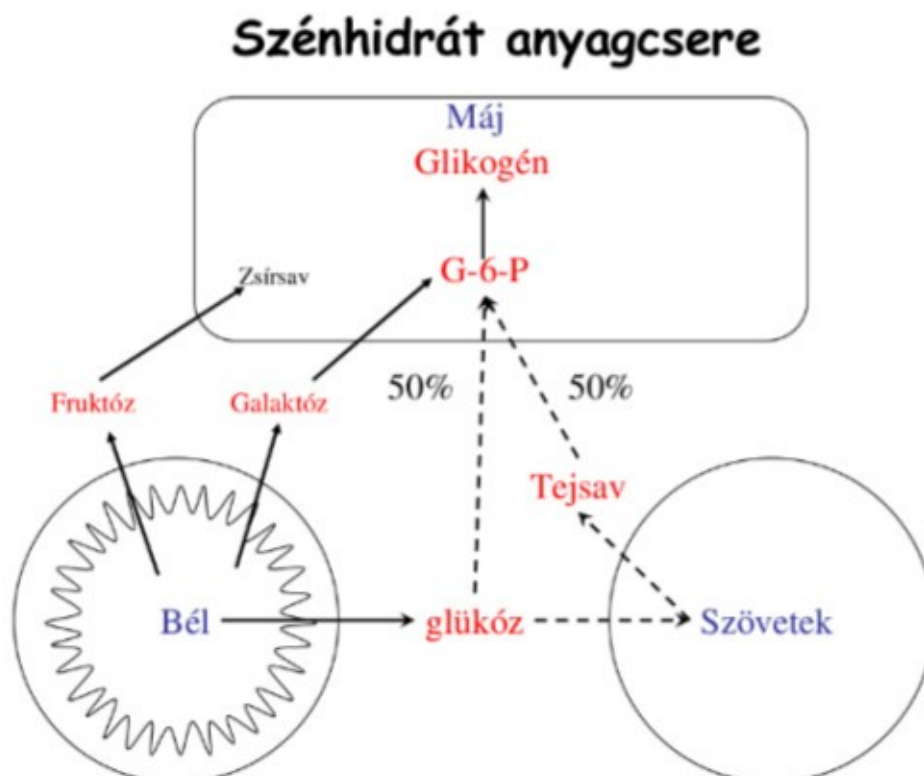 Szénhidrát anyagcsere
Máj
Glikogén
Zsírsav
G-6-P
50%
50%
Fruktóz
Galaktóz
Tejsav
Bél
glükóz
Szövetek